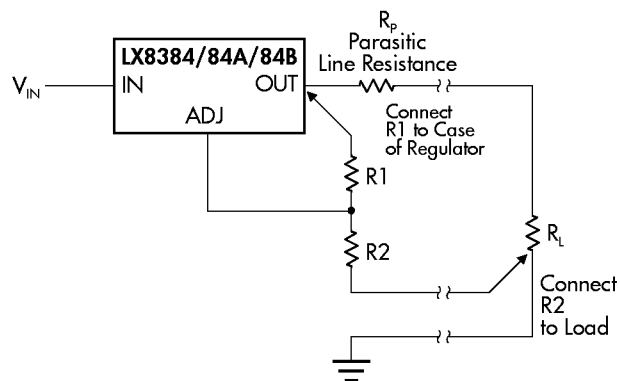 R_P
Parasitic
Line Resistance
LX8384/84A/84B
V_IN
IN
OUT
ADJ
Connect
R1 to Case
of Regulator
R1
R2
R_L
Connect
R2
to Load